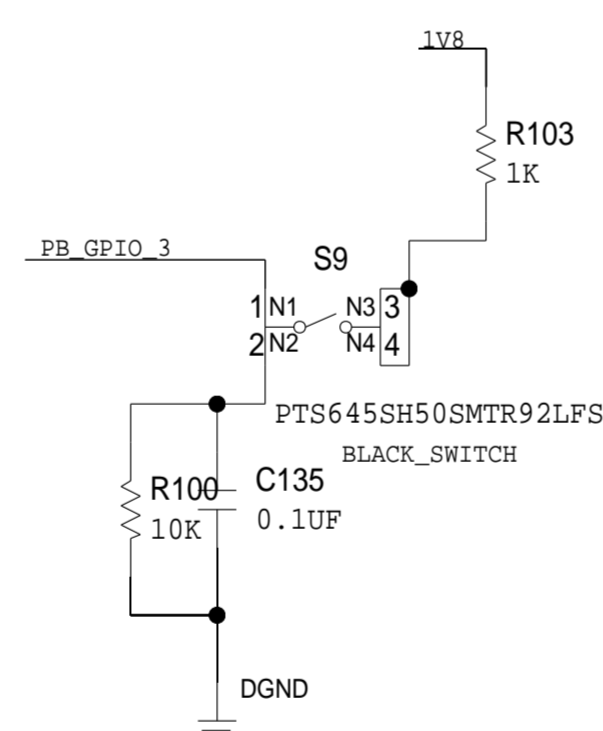 1V8
R103
1K
PB_GPIO_3
S9
1 N1 N3 3
2 N2 N4 4
PTS645SH50SMTR92LFS
BLACK_SWITCH
R100 C135
10K 0.1UF
DGND